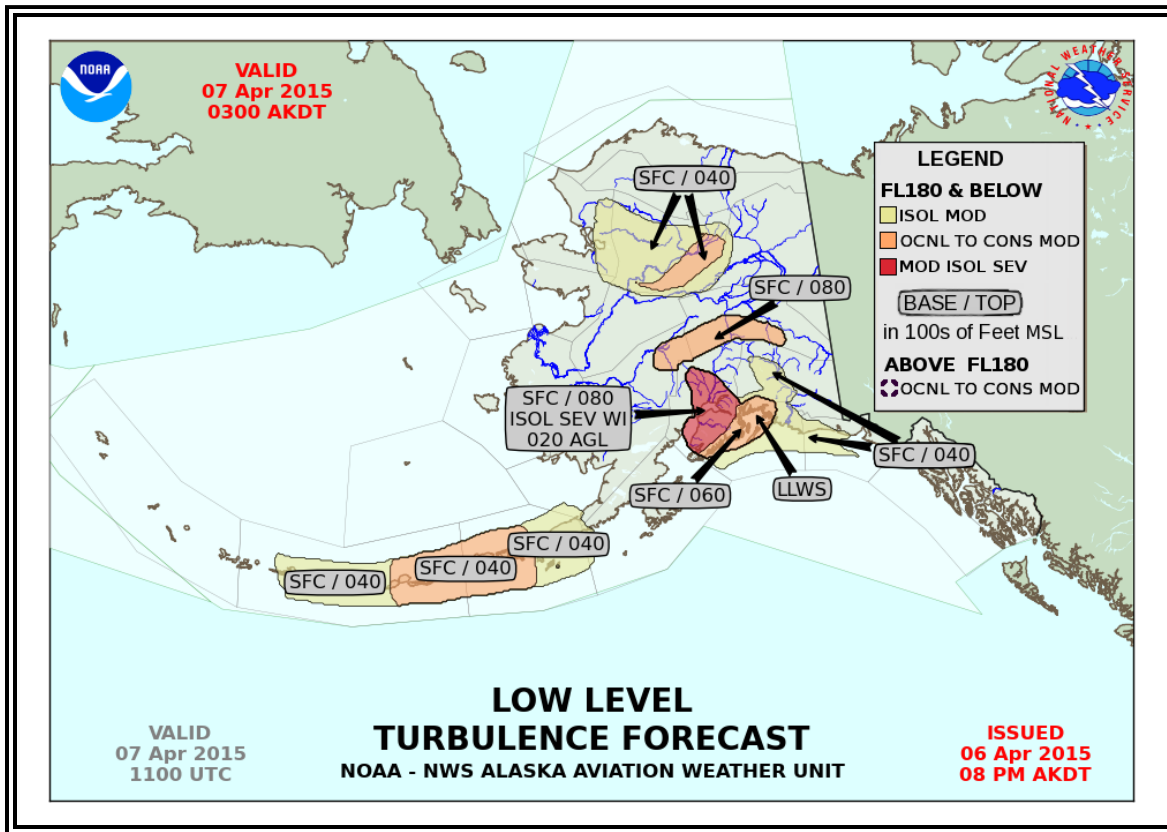 NOAA
VALID
07 Apr 2015
0300 AKDT
NATIONAL WEATHER SERVICE
LEGEND
FL180 & BELOW
ISOL MOD
OCNL TO CONS MOD
MOD ISOL SEV
BASE / TOP
in 100s of Feet MSL
ABOVE FL180
OCNL TO CONS MOD
SFC / 040
SFC / 080
SFC / 080
ISOL SEV WI
020 AGL
SFC / 040
SFC / 060
LLWS
SFC / 040
SFC / 040
SFC / 040
LOW LEVEL
TURBULENCE FORECAST
NOAA - NWS ALASKA AVIATION WEATHER UNIT
VALID
07 Apr 2015
1100 UTC
ISSUED
06 Apr 2015
08 PM AKDT